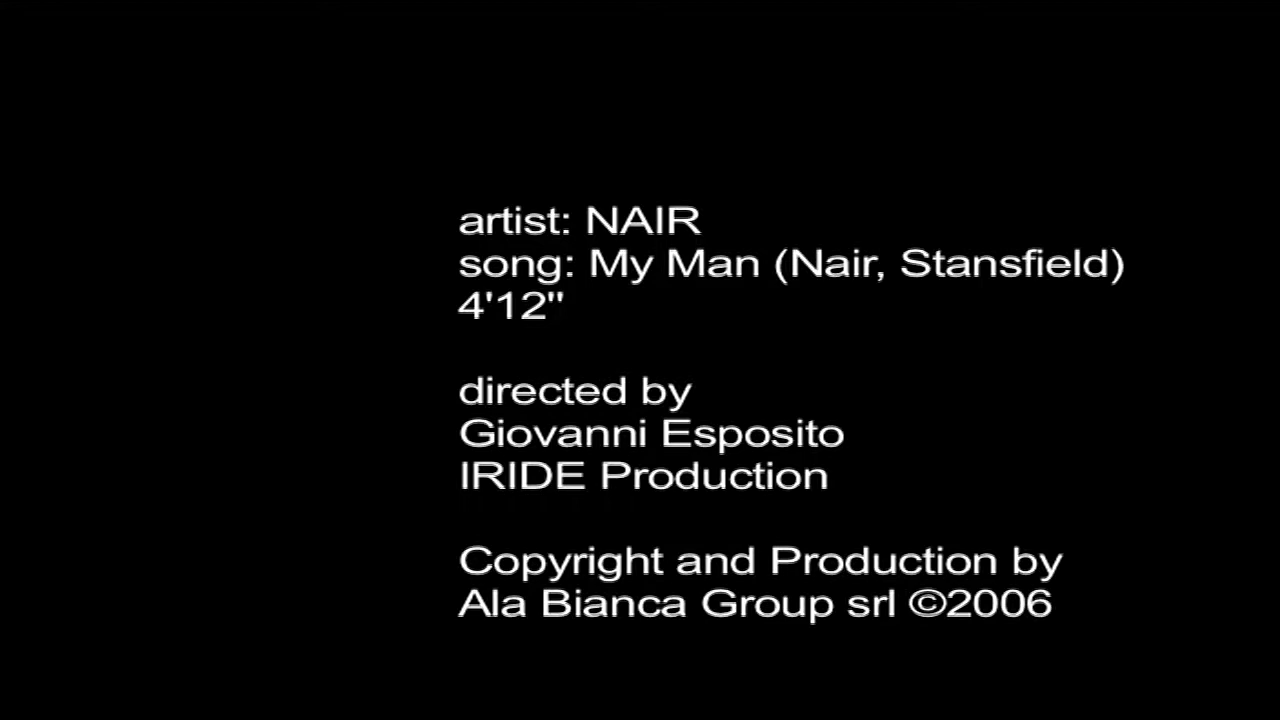 artist: NAIR
song: My Man (Nair, Stansfield)
4'12"
directed by
Giovanni Esposito
IRIDE Production
Copyright and Production by
Ala Bianca Group srl ©2006